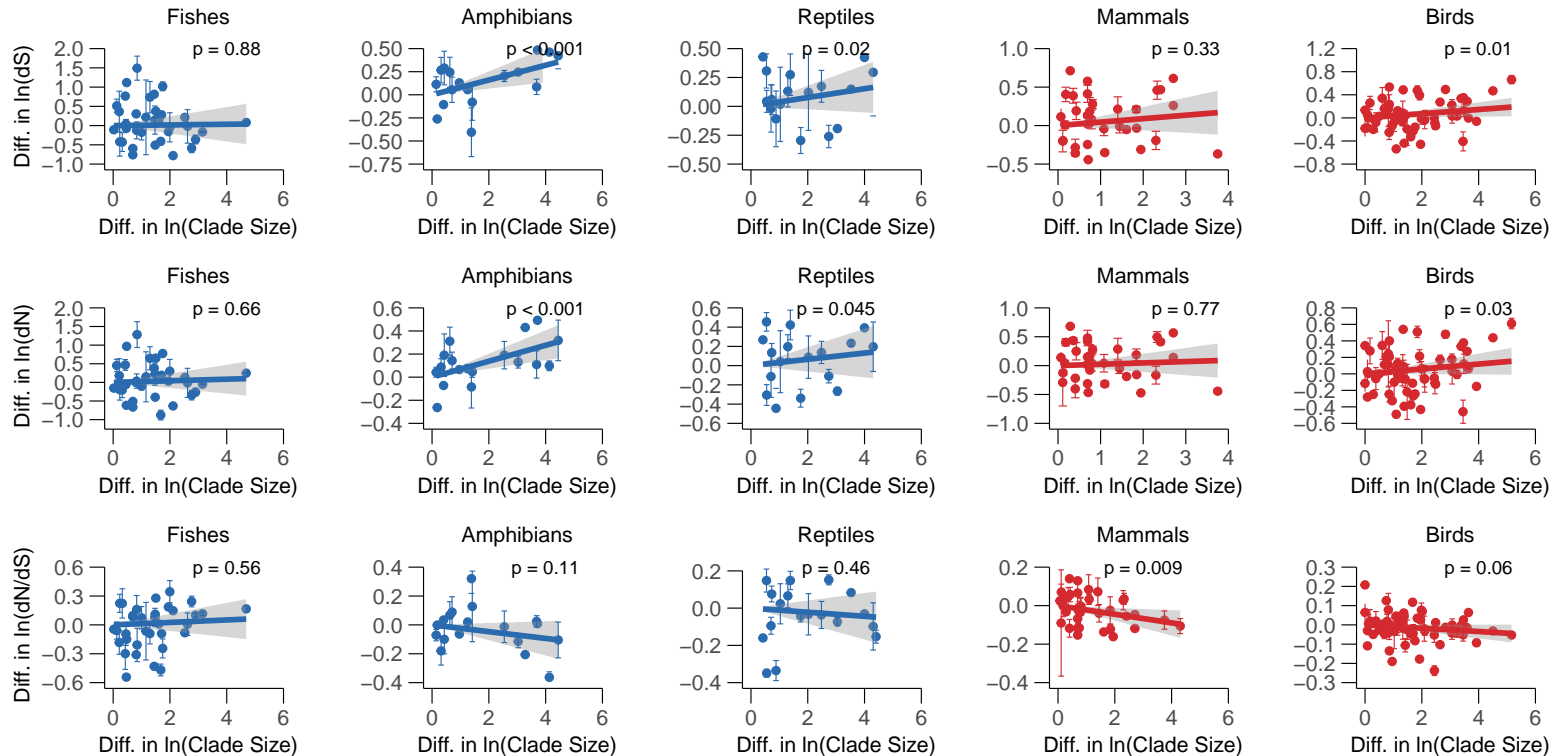 Fishes Amphibians Reptiles Mammals Birds
p = 0.88 p < 0.001 p = 0.02 p = 0.33 p = 0.01
Diff. in ln(dS)
2.0 1.5 1.0 0.5 0.0 −0.5 −1.0
0.50 0.25 0.00 −0.25 −0.50 −0.75
0.50 0.25 0.00 −0.25 −0.50
1.0 0.5 0.0 −0.5
1.2 0.8 0.4 0.0 −0.4 −0.8
0 2 4 6 0 2 4 6 0 2 4 6 0 1 2 3 4 0 2 4 6
Diff. in ln(Clade Size) Diff. in ln(Clade Size) Diff. in ln(Clade Size) Diff. in ln(Clade Size) Diff. in ln(Clade Size)
Fishes Amphibians Reptiles Mammals Birds
p = 0.66 p < 0.001 p = 0.045 p = 0.77 p = 0.03
Diff. in ln(dN)
2.0 1.5 1.0 0.5 0.0 −0.5 −1.0
0.6 0.4 0.2 0.0 −0.2 −0.4
0.6 0.4 0.2 0.0 −0.2 −0.4 −0.6
1.0 0.5 0.0 −0.5 −1.0
0.8 0.6 0.4 0.2 0.0 −0.2 −0.4 −0.6
0 2 4 6 0 2 4 6 0 2 4 6 0 1 2 3 4 0 2 4 6
Diff. in ln(Clade Size) Diff. in ln(Clade Size) Diff. in ln(Clade Size) Diff. in ln(Clade Size) Diff. in ln(Clade Size)
Fishes Amphibians Reptiles Mammals Birds
p = 0.56 p = 0.11 p = 0.46 p = 0.009 p = 0.06
Diff. in ln(dN/dS)
0.6 0.3 0.0 −0.3 −0.6
0.4 0.2 0.0 −0.2 −0.4
0.2 0.0 −0.2 −0.4
0.2 0.0 −0.2 −0.4
0.3 0.2 0.1 0.0 −0.1 −0.2 −0.3
0 2 4 6 0 2 4 6 0 2 4 6 0 2 4 6 0 2 4 6
Diff. in ln(Clade Size) Diff. in ln(Clade Size) Diff. in ln(Clade Size) Diff. in ln(Clade Size) Diff. in ln(Clade Size)